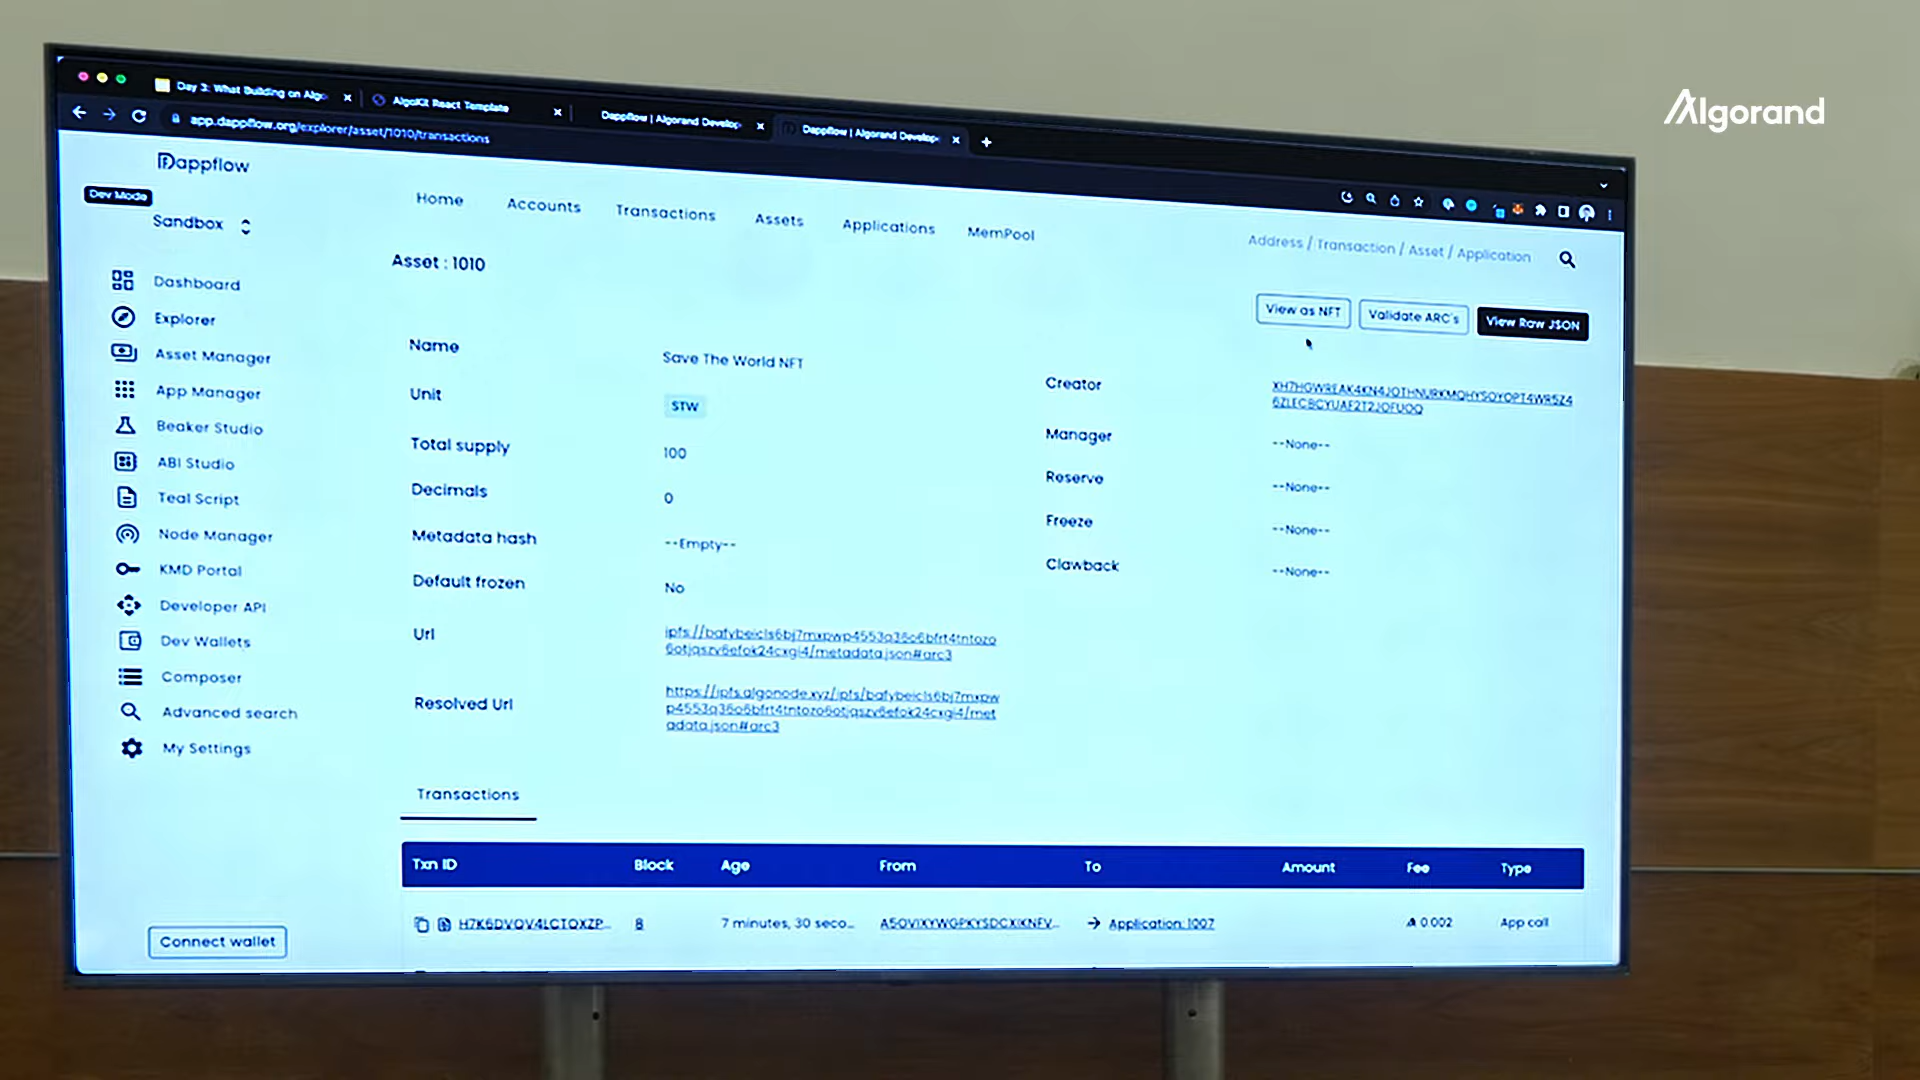 Algorand
Day 3: What Building on Algo
AlgoKit React Template
Dappflow | Algorand Develop
Dappflow | Algorand Develop
app.dappflow.org/explorer/asset/1010/transactions
Dappflow
Dev Mode
Sandbox
Home
Accounts
Transactions
Assets
Applications
MemPool
Address / Transaction / Asset / Application
Dashboard
Explorer
Asset Manager
App Manager
Beaker Studio
ABI Studio
Teal Script
Node Manager
KMD Portal
Developer API
Dev Wallets
Composer
Advanced search
My Settings
Connect wallet
Asset : 1010
View as NFT
Validate ARC's
View Raw JSON
Name
Save The World NFT
Unit
STW
Total supply
100
Decimals
0
Metadata hash
--Empty--
Default frozen
No
Url
/metadata.json#arc3
Resolved Url
adata.json#arc3
Creator
Manager
--None--
Reserve
--None--
Freeze
--None--
Clawback
--None--
Transactions
Txn ID Block Age From To Amount Fee Type
8 7 minutes, 30 seco... Application: 1007 0.002 App call